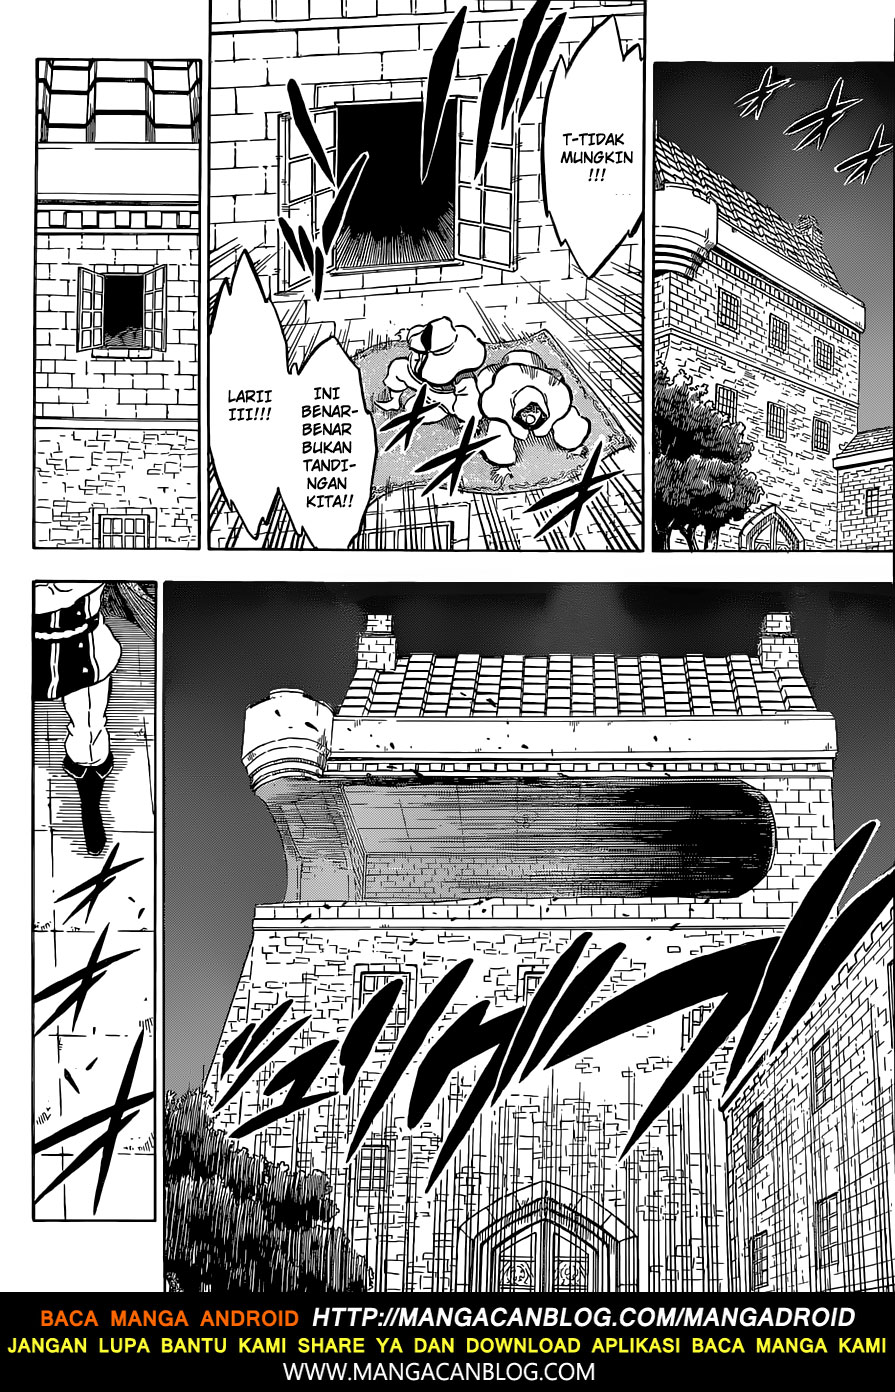 T-TIDAK
MUNGKIN
!!!
INI
BENAR-
BENAR
BUKAN
TANDI-
NGAN
KITA!!
LARII
III!!!
BACA MANGA ANDROID HTTP://MANGACANBLOG.COM/MANGADROID
JANGAN LUPA BANTU KAMI SHARE YA DAN DOWNLOAD APLIKASI BACA MANGA KAMI
WWW.MANGACANBLOG.COM